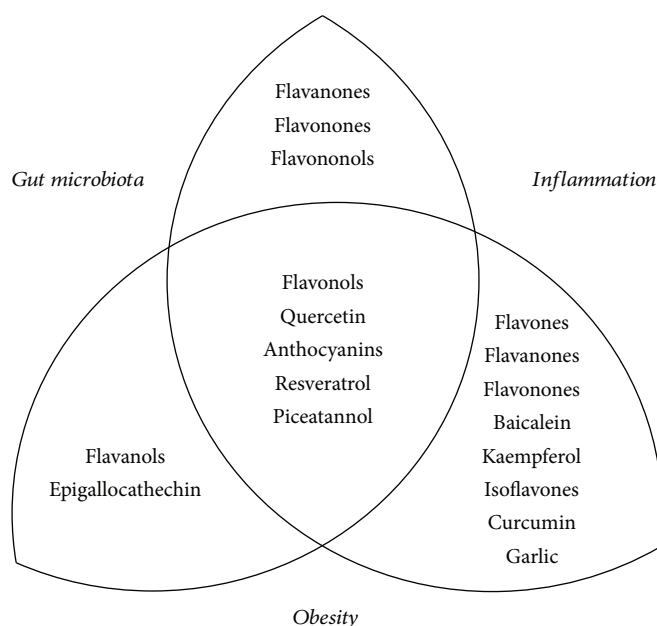 Flavanones
Flavonones
Flavononols
Gut microbiota
Inflammation
Flavonols
Quercetin
Anthocyanins
Resveratrol
Piceatannol
Flavones
Flavanones
Flavonones
Baicalein
Kaempferol
Isoflavones
Curcumin
Garlic
Flavanols
Epigallocathechin
Obesity